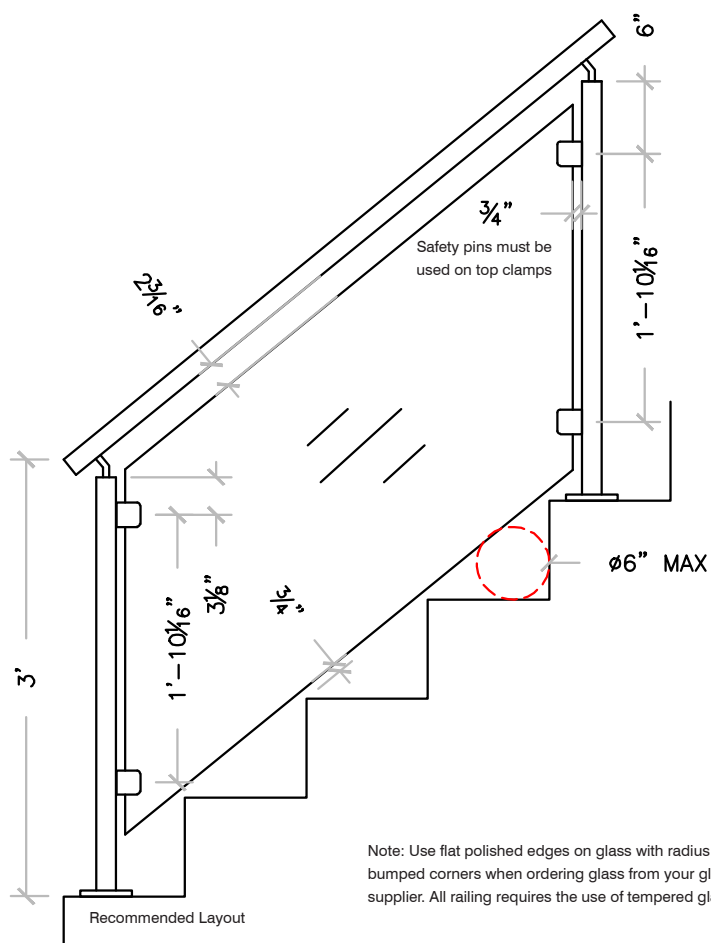 6"
3/4"
Safety pins must be
used on top clamps
2 3/16"
1'-10 1/16"
3'
1'-10 1/16"
3 1/8"
3/4"
ø6" MAX
Note: Use flat polished edges on glass with radius
bumped corners when ordering glass from your
supplier. All railing requires the use of tempered
Recommended Layout